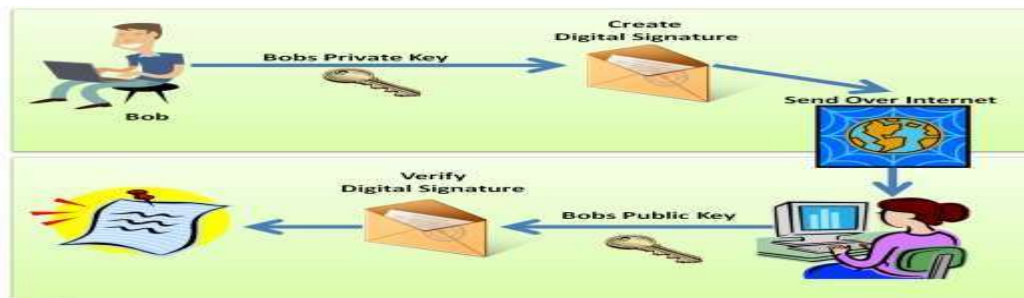 Create
Digital Signature
Bobs Private Key
Bob
Send Over Internet
Verify
Digital Signature
Bobs Public Key